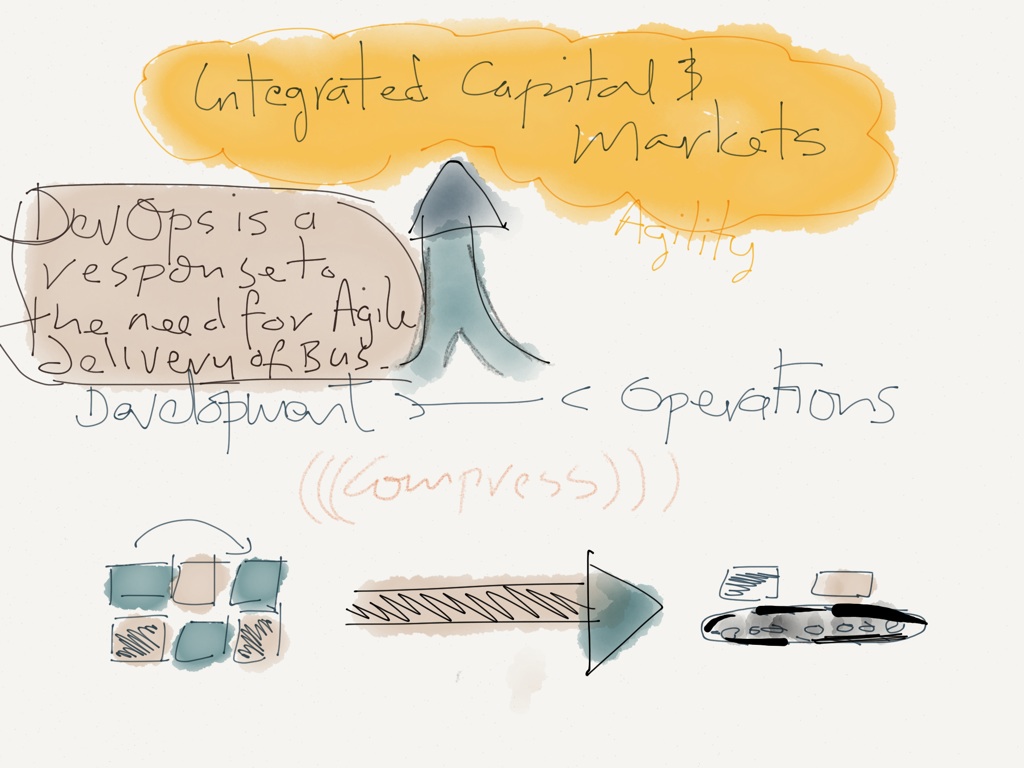 Integrated Capital &
Markets
Agility
DevOps is a
response to
the need for Agile
Delivery of Bus.
Development > < Operations
(((Compress))))